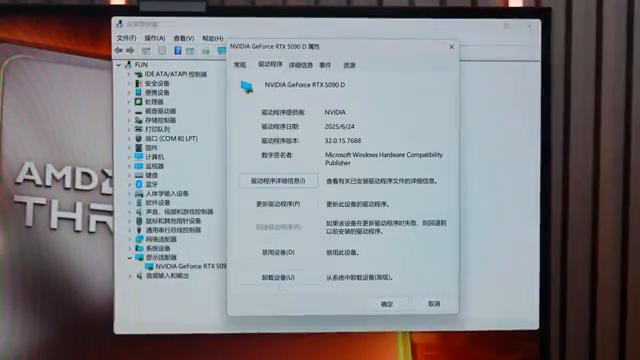 设备管理器
文件(F) 操作(A) 查看(V) 帮助(H)
FUN
IDE ATA/ATAPI 控制器
安全设备
便携设备
处理器
磁盘驱动器
存储控制器
打印队列
端口 (COM 和 LPT)
固件
计算机
监视器
键盘
蓝牙
人体学输入设备
软件设备
声音、视频和游戏控制器
鼠标和其他指针设备
通用串行总线控制器
网络适配器
系统设备
显示适配器
NVIDIA GeForce RTX 509
音频输入和输出
NVIDIA GeForce RTX 5090 D 属性
常规 驱动程序 详细信息 事件 资源
NVIDIA GeForce RTX 5090 D
驱动程序提供商: NVIDIA
驱动程序日期: 2025/6/24
驱动程序版本: 32.0.15.7688
数字签名者: Microsoft Windows Hardware Compatibility
Publisher
驱动程序详细信息(I) 查看有关已安装驱动程序文件的详细信息。
更新驱动程序(P) 更新此设备的驱动程序。
回退驱动程序(R) 如果该设备在更新驱动程序时失败，则回退到
以前安装的驱动程序。
禁用设备(D) 禁用此设备。
卸载设备(U) 从系统中卸载设备(高级)。
确定 取消
AMD
THR